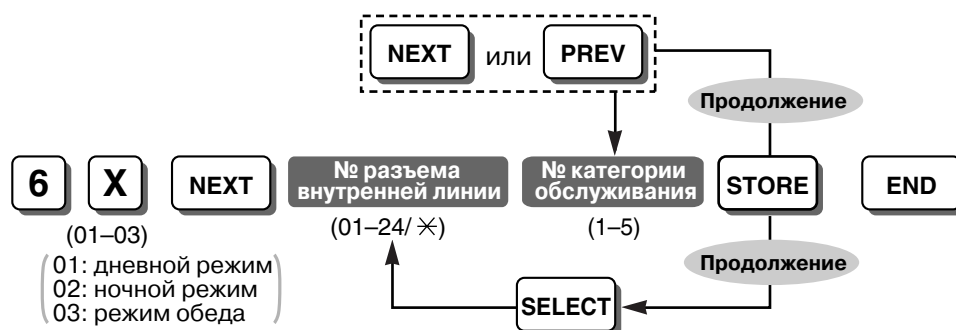 NEXT или PREV
Продолжение
6 X NEXT № разъема внутренней линии № категории обслуживания STORE END
(01–03) (01–24/ ✳) (1–5)
01: дневной режим
02: ночной режим
03: режим обеда
Продолжение
SELECT